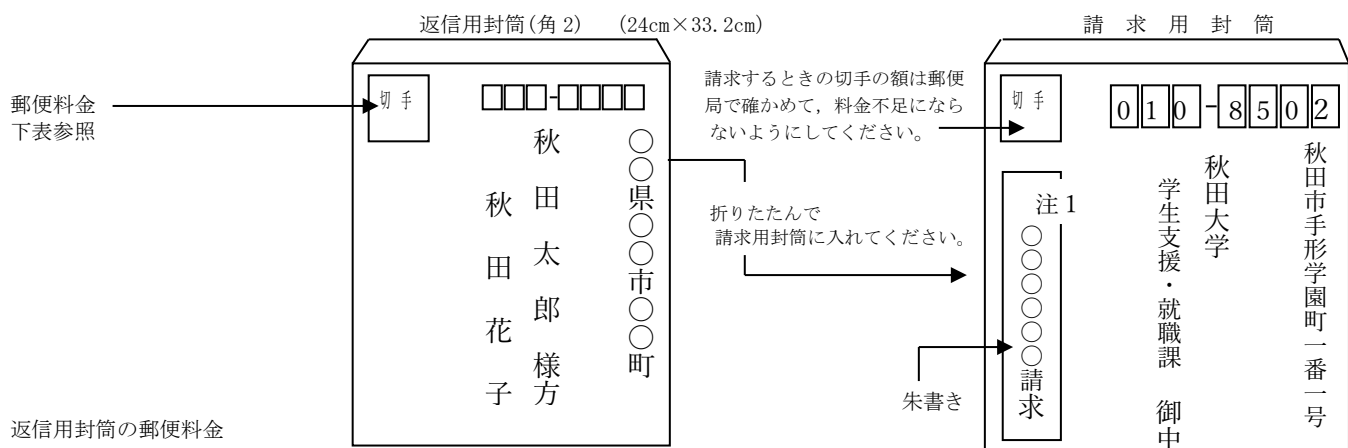 返信用封筒(角2)　(24cm×33.2cm)
請求用封筒
郵便料金
下表参照
切手
□□□-□□□□
○○県○○市○○町
秋田太郎様方
秋田花子
請求するときの切手の額は郵便
局で確かめて，料金不足になら
ないようにしてください。
折りたたんで
請求用封筒に入れてください。
朱書き
切手
010-8502
秋田市手形学園町一番一号
秋田大学
学生支援・就職課　御中
注1
○○○○○○請求
返信用封筒の郵便料金